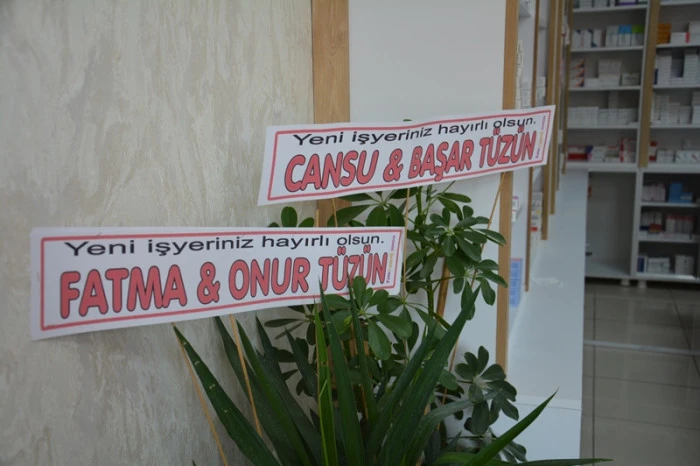 Yeni işyeriniz hayırlı olsun.
CANSU & BAŞAR TÜZÜN
Yeni işyeriniz hayırlı olsun.
FATMA & ONUR TÜZÜN